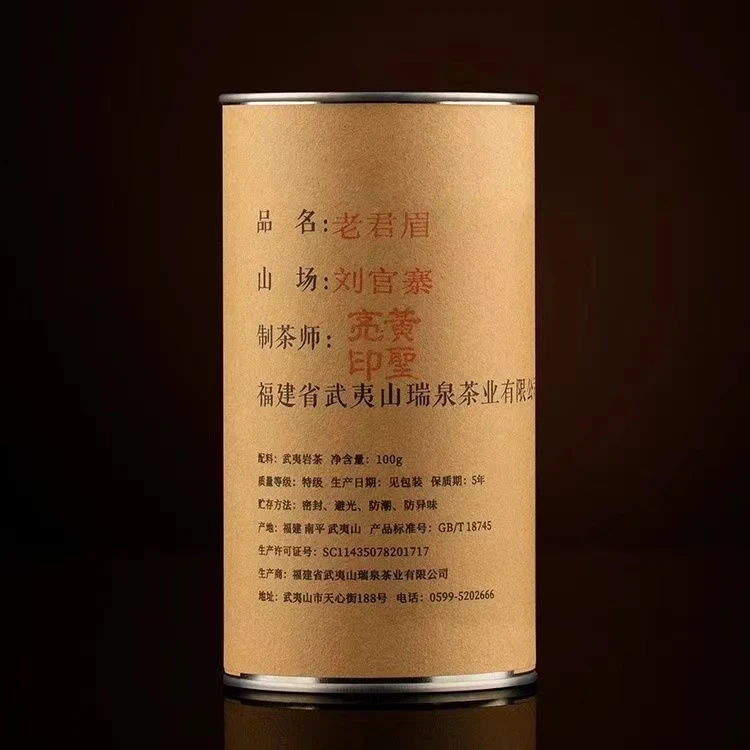 品 名:老君眉
山 场:刘官寨
制茶师:黄聖亮印
福建省武夷山瑞泉茶业有限公
配料: 武夷岩茶 净含量: 100g
质量等级: 特级 生产日期: 见包装 保质期: 5年
贮存方法: 密封、避光、防潮、防异味
产地: 福建 南平 武夷山 产品标准号: GB/T 18745
生产许可证号: SC11435078201717
生产商: 福建省武夷山瑞泉茶业有限公司
地址: 武夷山市天心街188号 电话: 0599-5202666